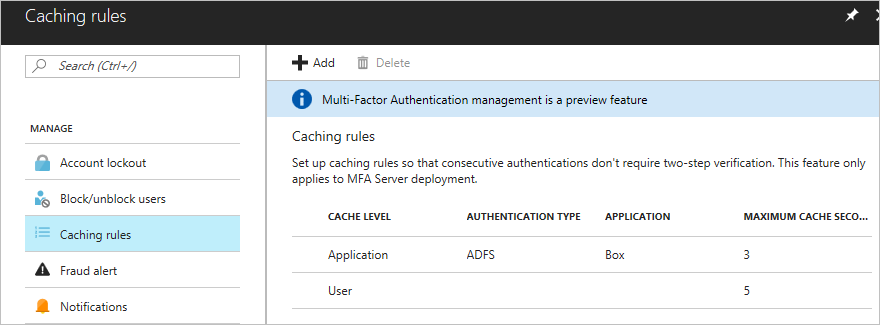 Caching rules
Search (Ctrl+/)
MANAGE
Account lockout
Block/unblock users
Caching rules
Fraud alert
Notifications
Add Delete
Multi-Factor Authentication management is a preview feature
Caching rules
Set up caching rules so that consecutive authentications don't require two-step verification. This feature only
applies to MFA Server deployment.
CACHE LEVEL AUTHENTICATION TYPE APPLICATION MAXIMUM CACHE SECO...
Application ADFS Box 3
User 5